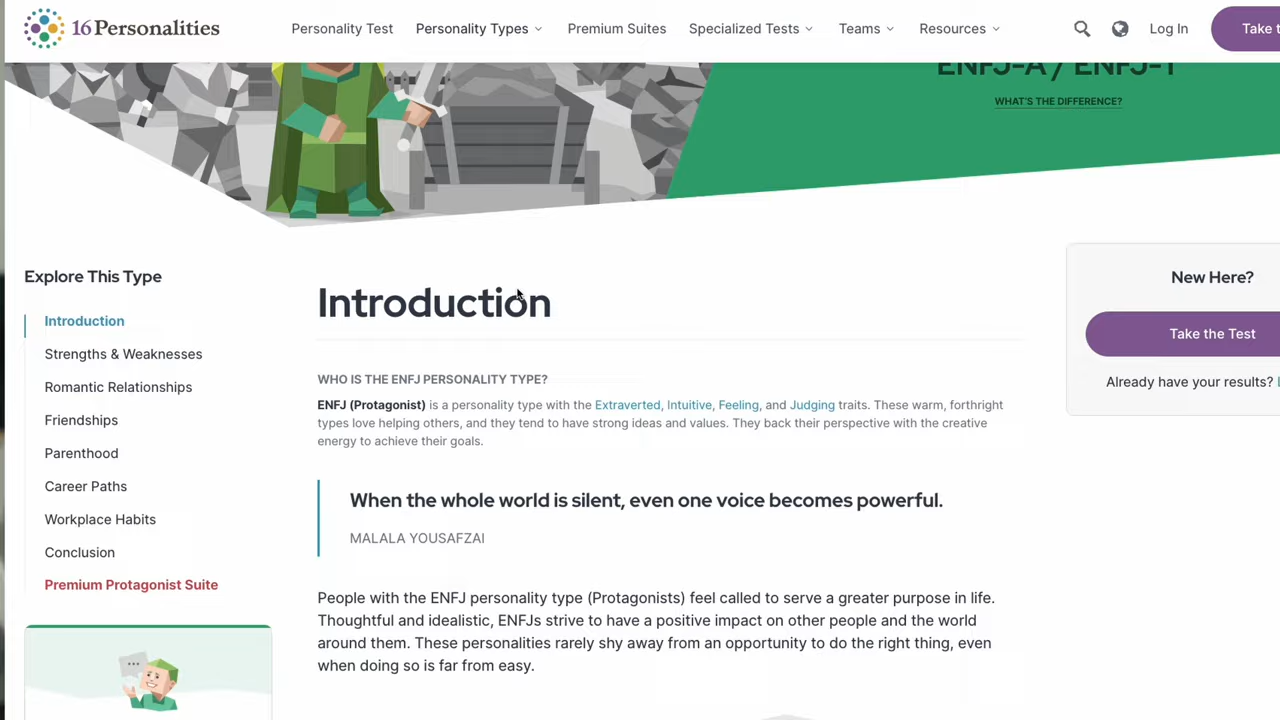 16Personalities
Personality Test
Personality Types
Premium Suites
Specialized Tests
Teams
Resources
Log In
Take t
ENFJ-A / ENFJ-T
WHAT'S THE DIFFERENCE?
Explore This Type
Introduction
Strengths & Weaknesses
Romantic Relationships
Friendships
Parenthood
Career Paths
Workplace Habits
Conclusion
Premium Protagonist Suite
Introduction
WHO IS THE ENFJ PERSONALITY TYPE?
ENFJ (Protagonist) is a personality type with the Extraverted, Intuitive, Feeling, and Judging traits. These warm, forthright
types love helping others, and they tend to have strong ideas and values. They back their perspective with the creative
energy to achieve their goals.
When the whole world is silent, even one voice becomes powerful.
MALALA YOUSAFZAI
People with the ENFJ personality type (Protagonists) feel called to serve a greater purpose in life.
Thoughtful and idealistic, ENFJs strive to have a positive impact on other people and the world
around them. These personalities rarely shy away from an opportunity to do the right thing, even
when doing so is far from easy.
New Here?
Take the Test
Already have your results?